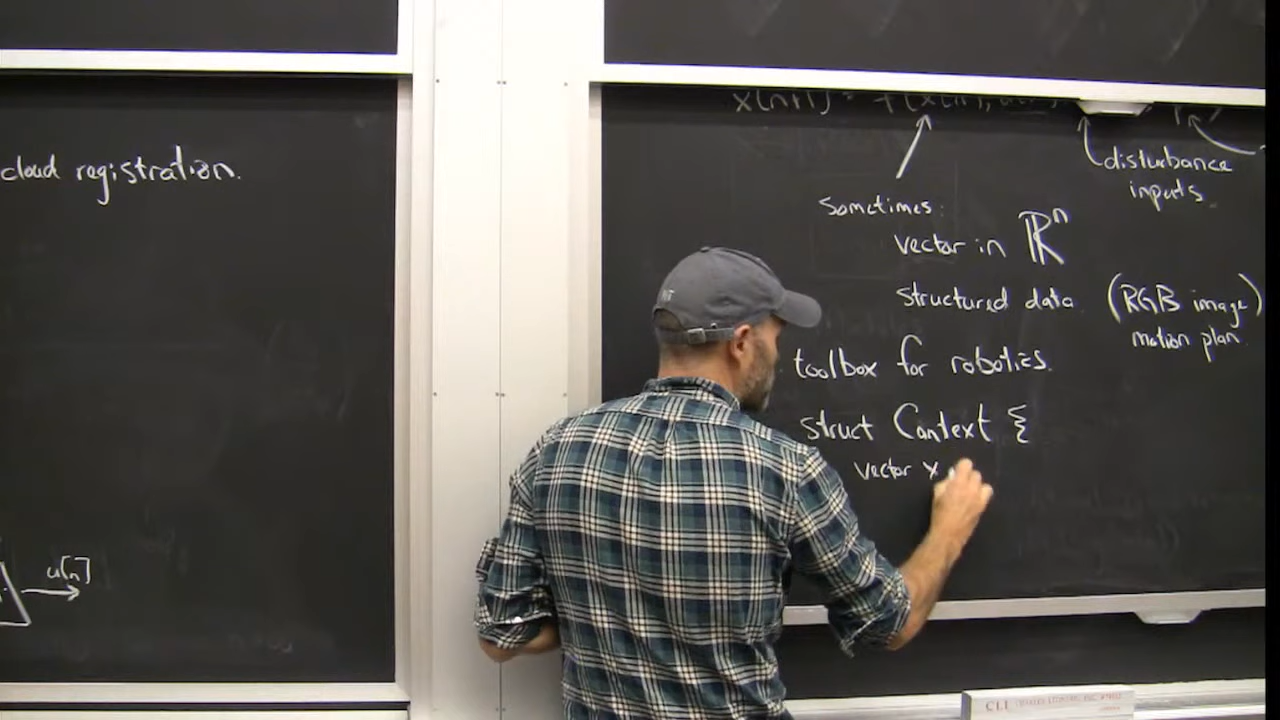 cloud registration.
u[n]
x(n+1) = f(x(n),
disturbance
inputs
Sometimes:
vector in ℝⁿ
structured data (RGB image)
motion plan.
toolbox for robotics.
struct Context {
vector x